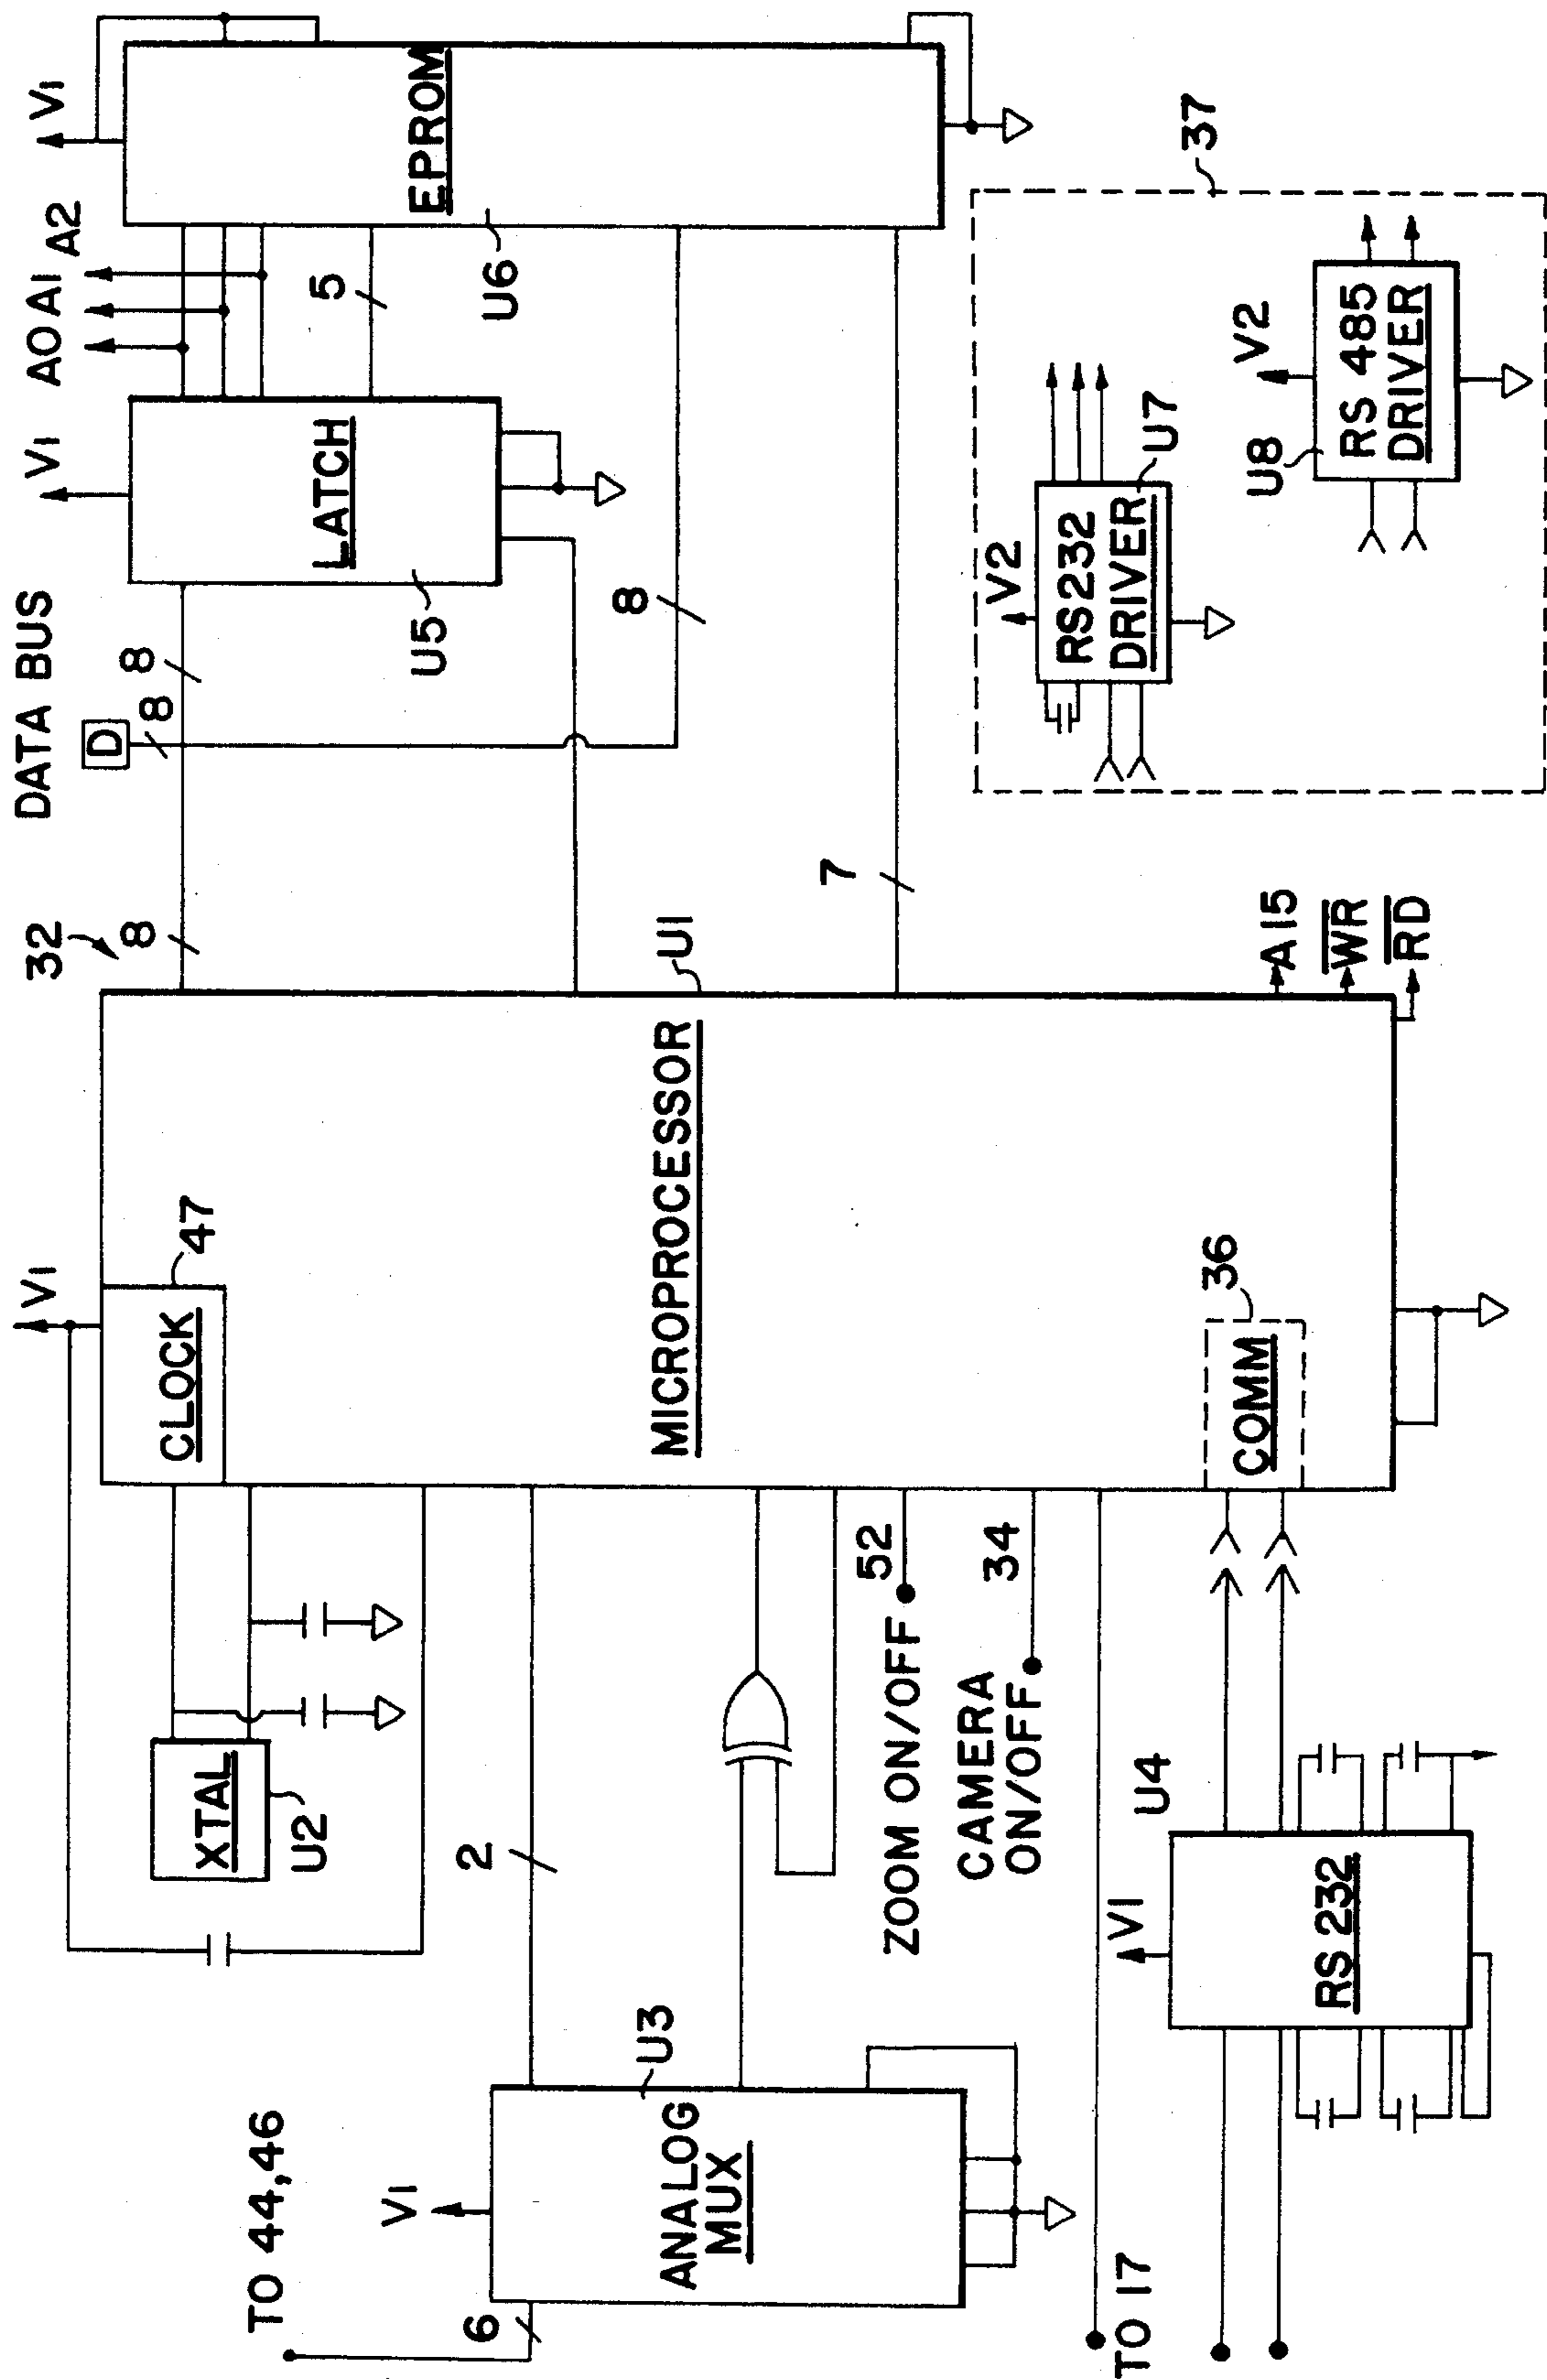 TO 44,46
6
V1
ANALOG
MUX
U3
2
XTAL
U2
V1
CLOCK
47
MICROPROCESSOR
U1
32
ZOOM ON/OFF
52
CAMERA
ON/OFF
34
TO 17
V1
RS 232
U4
COMM
36
A15
WR
RD
DATA BUS
D
8
8
8
8
7
V1
LATCH
U5
A0 A1 A2
5
V1
EPROM
U6
37
V2
RS232
DRIVER
U7
V2
RS 485
DRIVER
U8